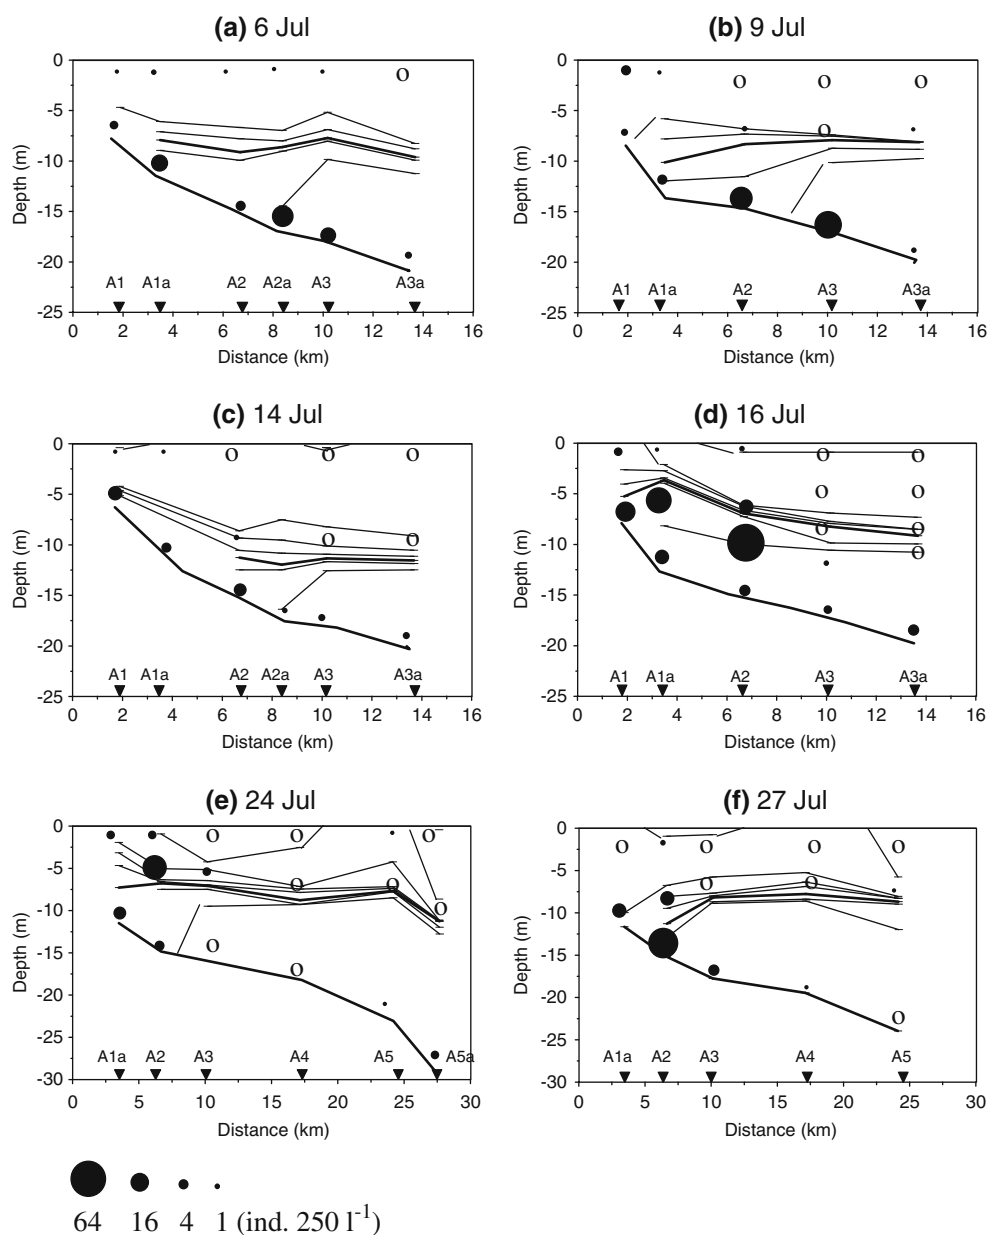 (a) 6 Jul
(b) 9 Jul
0
-5
-10
-15
-20
-25
Depth (m)
A1 A1a A2 A2a A3 A3a
0 2 4 6 8 10 12 14 16
Distance (km)
0
-5
-10
-15
-20
-25
Depth (m)
A1 A1a A2 A3 A3a
0 2 4 6 8 10 12 14 16
Distance (km)
(c) 14 Jul
(d) 16 Jul
0
-5
-10
-15
-20
-25
Depth (m)
A1 A1a A2 A2a A3 A3a
0 2 4 6 8 10 12 14 16
Distance (km)
0
-5
-10
-15
-20
-25
Depth (m)
A1 A1a A2 A3 A3a
0 2 4 6 8 10 12 14 16
Distance (km)
(e) 24 Jul
(f) 27 Jul
0
-5
-10
-15
-20
-25
-30
Depth (m)
A1a A2 A3 A4 A5 A5a
0 5 10 15 20 25 30
Distance (km)
0
-5
-10
-15
-20
-25
-30
Depth (m)
A1a A2 A3 A4 A5
0 5 10 15 20 25 30
Distance (km)
64 16 4 1 (ind. 250 l⁻¹)